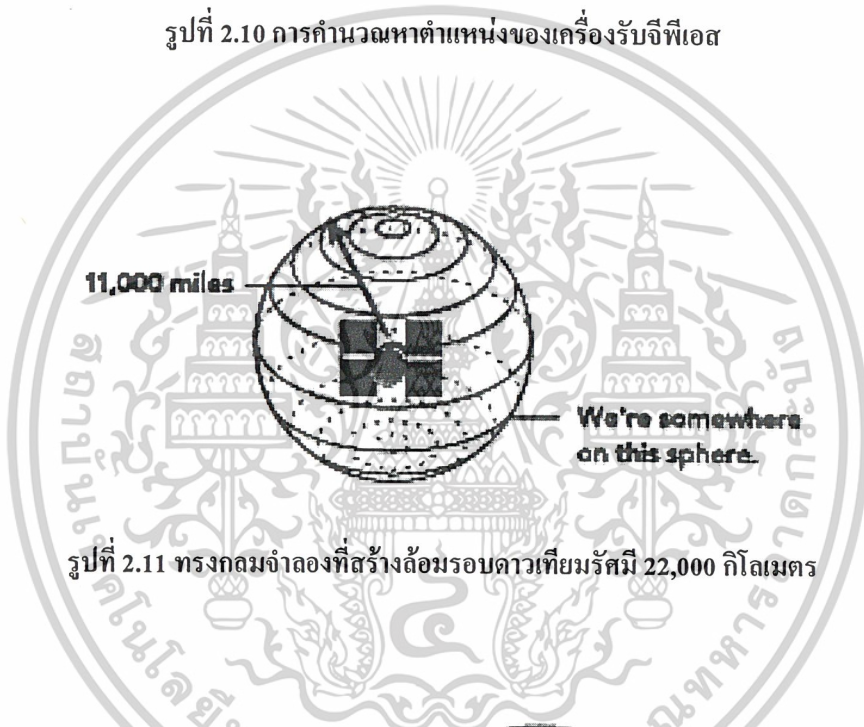 รูปที่ 2.10 การคำนวณหาตำแหน่งของเครื่องรับจีพีเอส
11,000 miles
We're somewhere
on this sphere.
รูปที่ 2.11 ทรงกลมจำลองที่สร้างล้อมรอบดาวเทียมรัศมี 22,000 กิโลเมตร